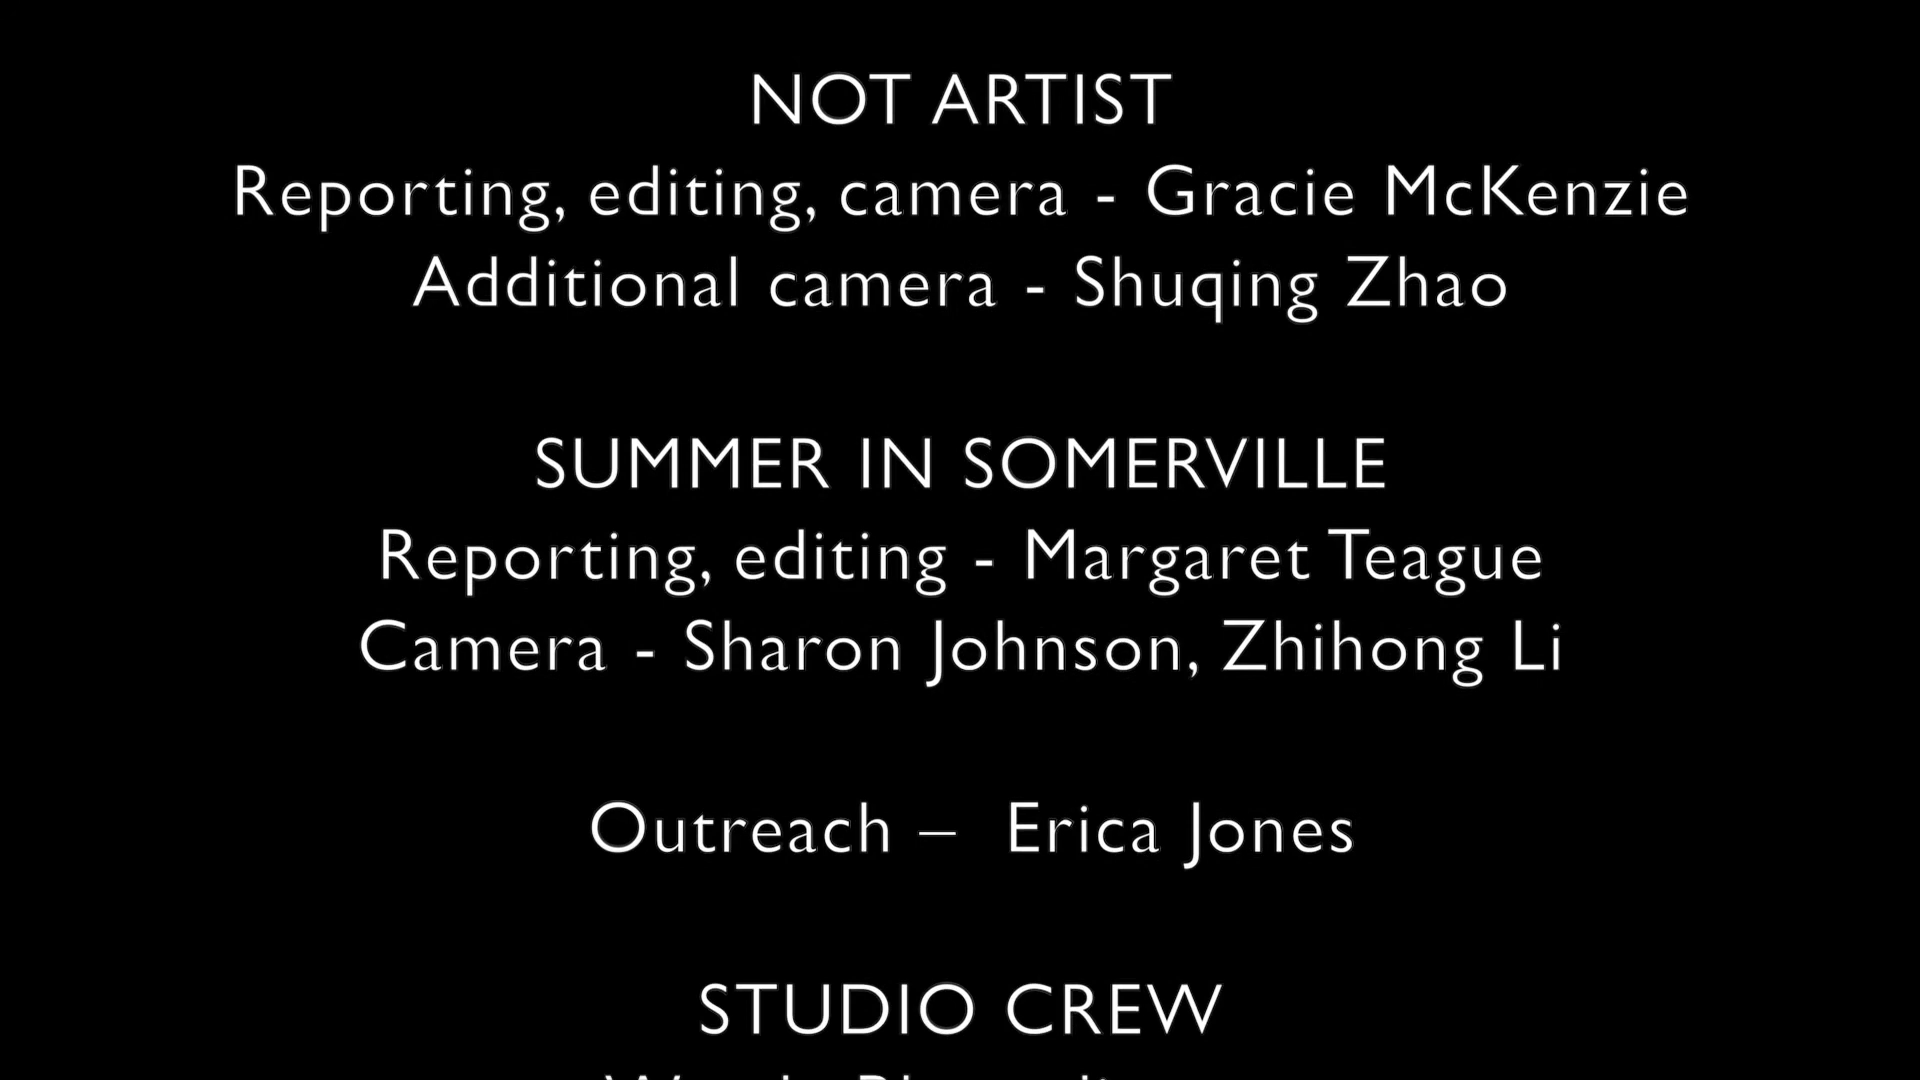 NOT ARTIST
Reporting, editing, camera - Gracie McKenzie
Additional camera - Shuqing Zhao
SUMMER IN SOMERVILLE
Reporting, editing - Margaret Teague
Camera - Sharon Johnson, Zhihong Li
Outreach –  Erica Jones
STUDIO CREW